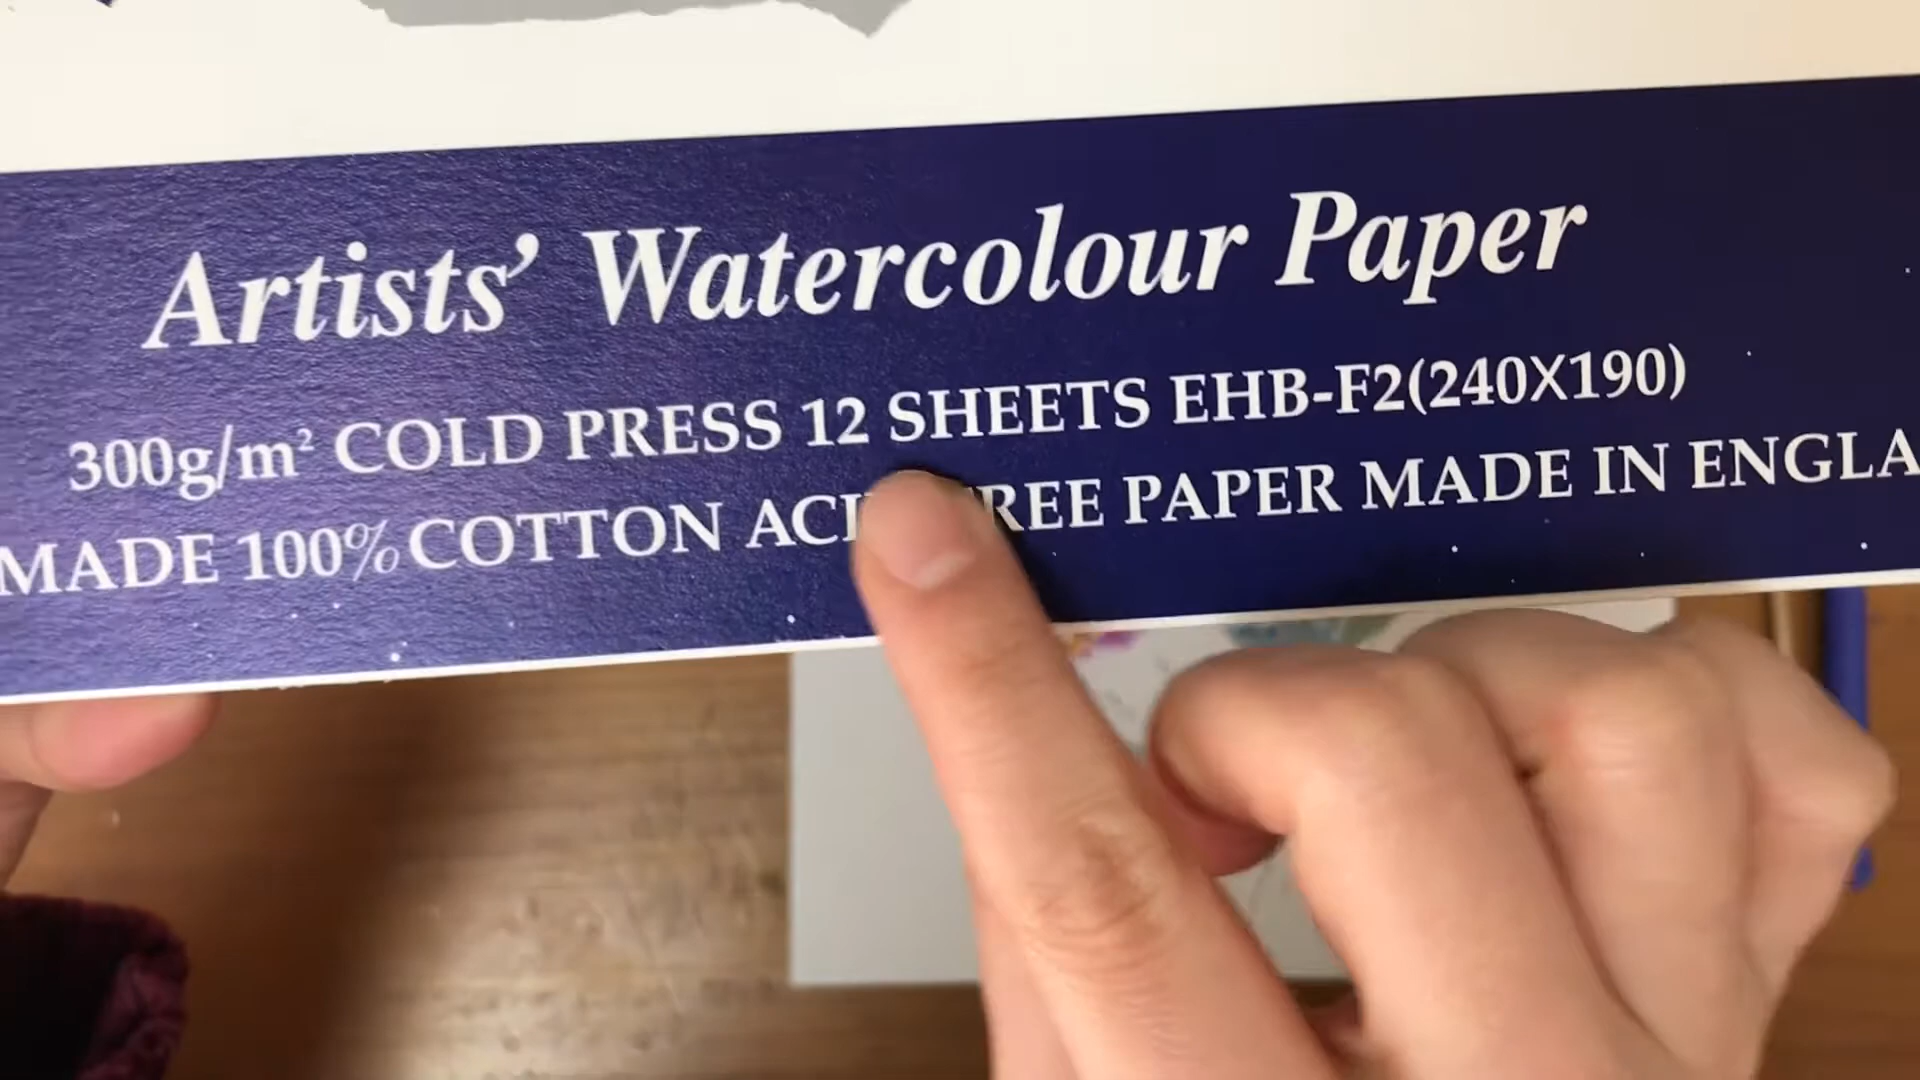 Artists’ Watercolour Paper
300g/m² COLD PRESS 12 SHEETS EHB-F2(240X190)
MADE 100% COTTON PAPER MADE IN